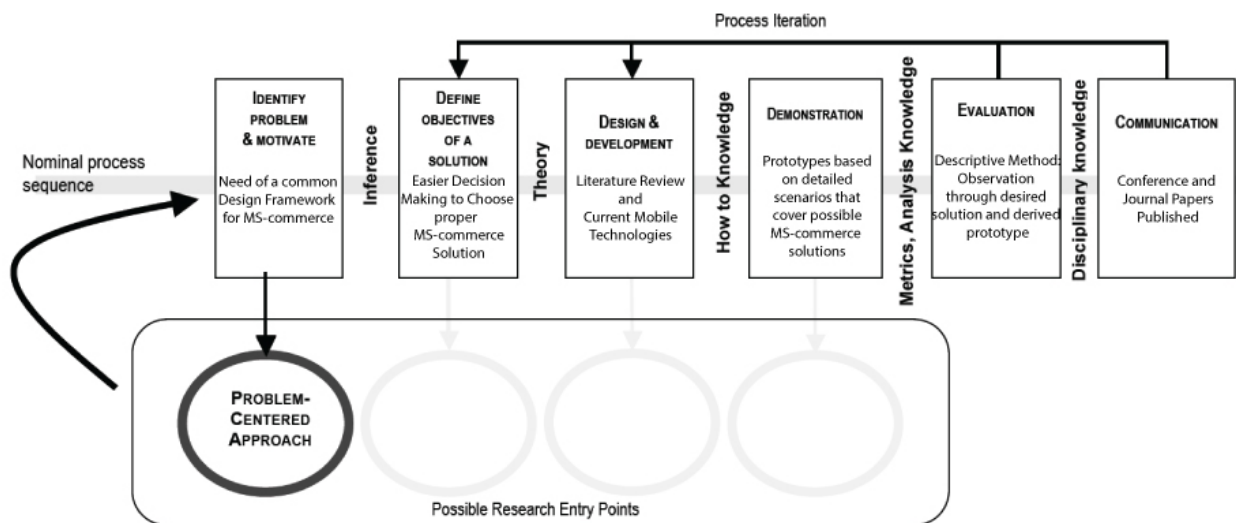 Process Iteration
Nominal process
sequence
IDENTIFY
PROBLEM
& MOTIVATE
Need of a common
Design Framework
for MS-commerce
Inference
DEFINE
OBJECTIVES
OF A
SOLUTION
Easier Decision
Making to Choose
proper
MS-commerce
Solution
Theory
DESIGN &
DEVELOPMENT
Literature Review
and
Current Mobile
Technologies
How to Knowledge
DEMONSTRATION
Prototypes based
on detailed
scenarios that
cover possible
MS-commerce
solutions
Metrics, Analysis Knowledge
EVALUATION
Descriptive Method:
Observation
through desired
solution and derived
prototype
Disciplinary knowledge
COMMUNICATION
Conference and
Journal Papers
Published
PROBLEM-
CENTERED
APPROACH
Possible Research Entry Points